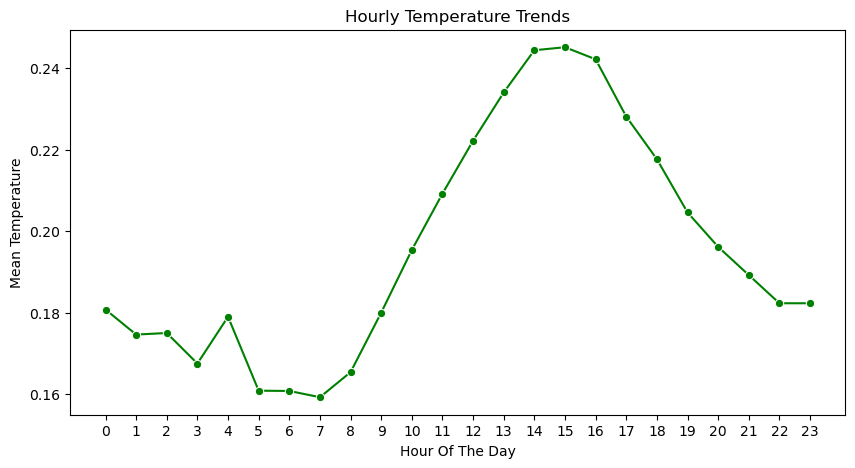 Hourly Temperature Trends
Mean Temperature
0.24
0.22
0.20
0.18
0.16
0 1 2 3 4 5 6 7 8 9 10 11 12 13 14 15 16 17 18 19 20 21 22 23
Hour Of The Day